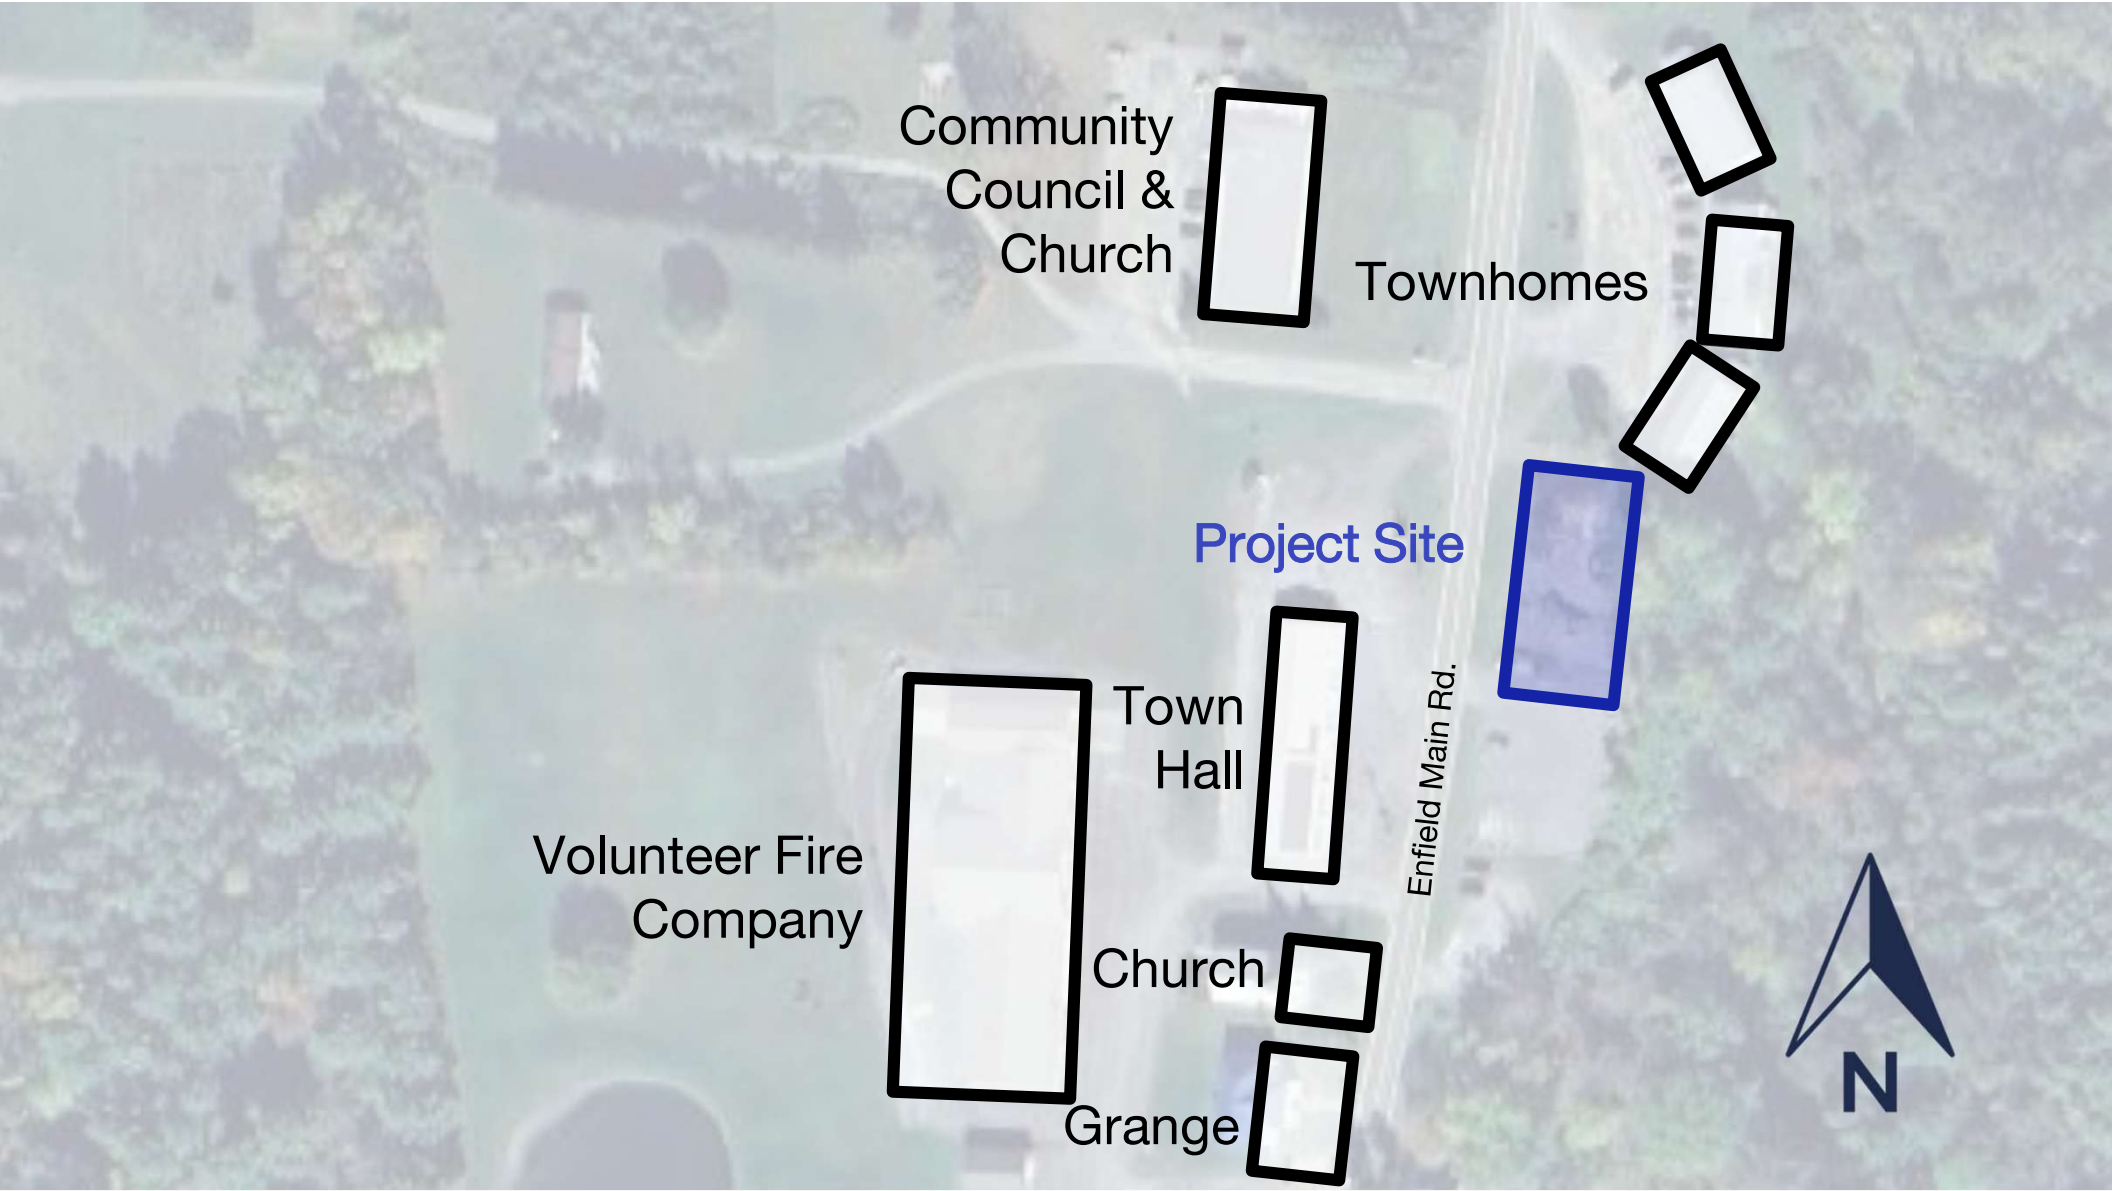 Community
Council &
Church
Townhomes
Project Site
Town
Hall
Enfield Main Rd.
Volunteer Fire
Company
Church
Grange
N